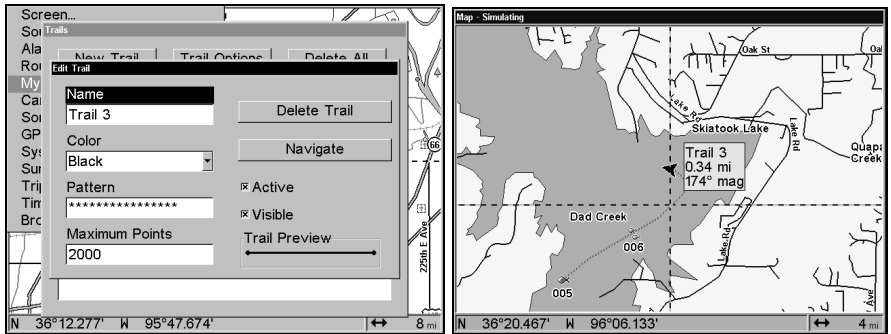 Screen...
Trails
New Trail
Trail Options
Delete All
Edit Trail
Name
Trail 3
Color
Black
Pattern
****************
Maximum Points
2000
Delete Trail
Navigate
Active
Visible
Trail Preview
66
225th E Ave
N 36°12.277' W 95°47.674' ↔ 8 mi
Map - Simulating
Oak St
Lake Rd
Skiatook Lake
Lake Rd
Trail 3
0.34 mi
174° mag
Dad Creek
006
005
Lake Rd
Creek
Ave
N 36°20.467' W 96°06.133' ↔ 4 mi